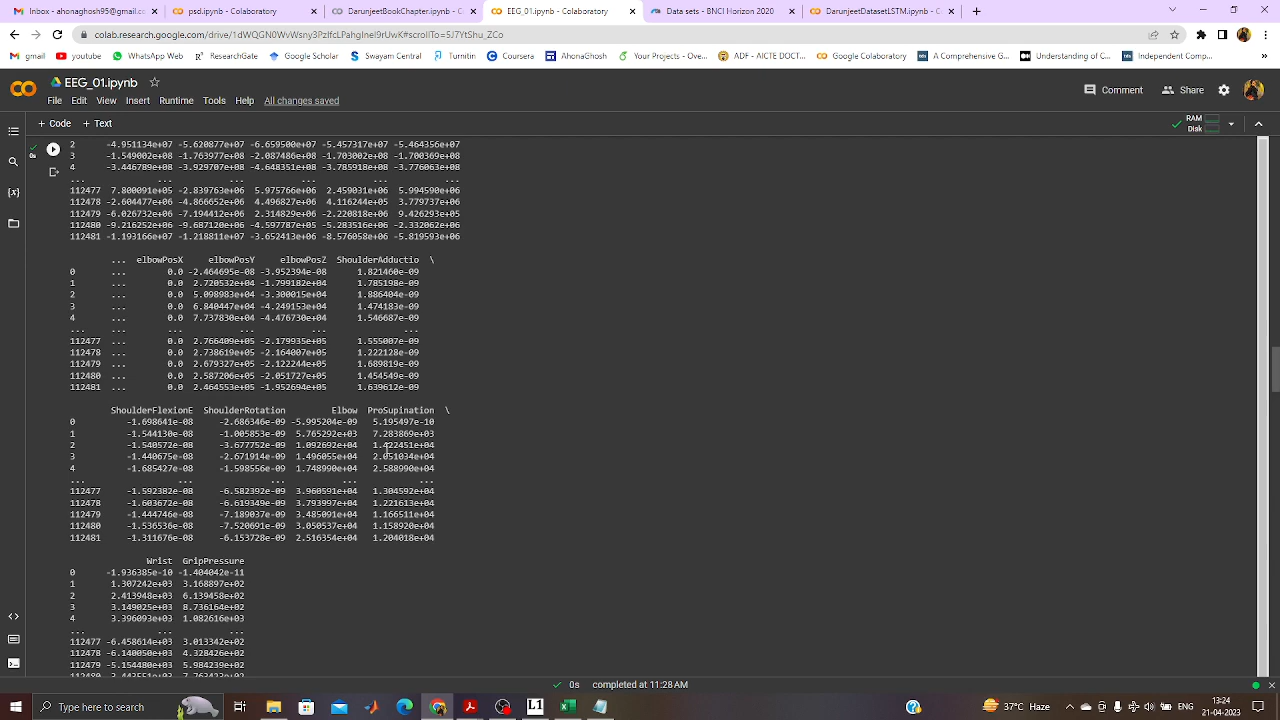 Inbox - ahonaghosh95@gmail.co
psd.ipynb - Colaboratory
DarunjeetBookChapter.ipynb - C
EEG_01.ipynb - Colaboratory
Data sets - BNCI Horizon 2020
DarunjeetDatasetLSTM.ipynb - C
colab.research.google.com/drive/
gmail youtube WhatsApp ResearchGate Google Scholar Swayam Central Turnitin Coursera AhonaGhosh Your Projects - Ove... ADF - AICTE DOCT... Google Colaboratory A Comprehensive G... Understanding of C... Independent Comp...
EEG_01.ipynb
Comment Share
File Edit View Insert Runtime Tools Help All changes saved
+ Code + Text
RAM
Disk
0s
2 -4.951134e+07 -5.620877e+07 -6.659500e+07 -5.457317e+07 -5.464356e+07
3 -1.549002e+08 -1.763977e+08 -2.087486e+08 -1.703002e+08 -1.700369e+08
4 -3.446789e+08 -3.929707e+08 -4.648351e+08 -3.785918e+08 -3.776063e+08
... ... ... ... ... ...
112477 7.800091e+05 -2.839763e+06 5.975766e+06 2.459031e+06 5.994590e+06
112478 -2.604477e+06 -4.866652e+06 4.496827e+06 4.116244e+05 3.779737e+06
112479 -6.026732e+06 -7.194412e+06 2.314829e+06 -2.220818e+06 9.426293e+05
112480 -9.216252e+06 -9.687120e+06 -4.597787e+05 -5.283516e+06 -2.332062e+06
112481 -1.193166e+07 -1.218811e+07 -3.652413e+06 -8.576058e+06 -5.819593e+06
... elbowPosX elbowPosY elbowPosZ ShoulderAdductio \
0 ... 0.0 -2.464695e-08 -3.952394e-08 1.821460e-09
1 ... 0.0 2.720532e+04 -1.799182e+04 1.785198e-09
2 ... 0.0 5.098983e+04 -3.300015e+04 1.886404e-09
3 ... 0.0 6.840447e+04 -4.249153e+04 1.474183e-09
4 ... 0.0 7.737830e+04 -4.476730e+04 1.546687e-09
... ... ... ... ... ...
112477 ... 0.0 2.766409e+05 -2.179935e+05 1.555007e-09
112478 ... 0.0 2.738619e+05 -2.164007e+05 1.222128e-09
112479 ... 0.0 2.679327e+05 -2.122244e+05 1.689819e-09
112480 ... 0.0 2.587206e+05 -2.051727e+05 1.454549e-09
112481 ... 0.0 2.464553e+05 -1.952694e+05 1.639612e-09
ShoulderFlexionE ShoulderRotation Elbow ProSupination \
0 -1.698641e-08 -2.686346e-09 -5.995204e-09 5.195497e-10
1 -1.544130e-08 -1.005853e-09 5.765292e+03 7.283869e+03
2 -1.540572e-08 -3.677752e-09 1.092692e+04 1.422451e+04
3 -1.440675e-08 -2.671914e-09 1.496055e+04 2.051034e+04
4 -1.685427e-08 -1.598556e-09 1.748990e+04 2.588990e+04
... ... ... ... ...
112477 -1.592382e-08 -6.582392e-09 3.960591e+04 1.304592e+04
112478 -1.603672e-08 -6.619349e-09 3.793997e+04 1.221613e+04
112479 -1.444746e-08 -7.189037e-09 3.485091e+04 1.166511e+04
112480 -1.536536e-08 -7.520691e-09 3.050537e+04 1.158920e+04
112481 -1.311676e-08 -6.153737e-09 2.516354e+04 1.204018e+04
Wrist GripPressure
0 -1.936385e-10 -1.404042e-11
1 1.307242e+03 3.168897e+02
2 2.413948e+03 6.139458e+02
3 3.149025e+03 8.736164e+02
4 3.396093e+03 1.082616e+03
... ... ...
112477 -6.458614e+03 3.013342e+02
112478 -6.140050e+03 4.328426e+02
112479 -5.154480e+03 5.984239e+02
0s completed at 11:28 AM
Type here to search
L1
37°C Haze
ENG
13:24
21-04-2023